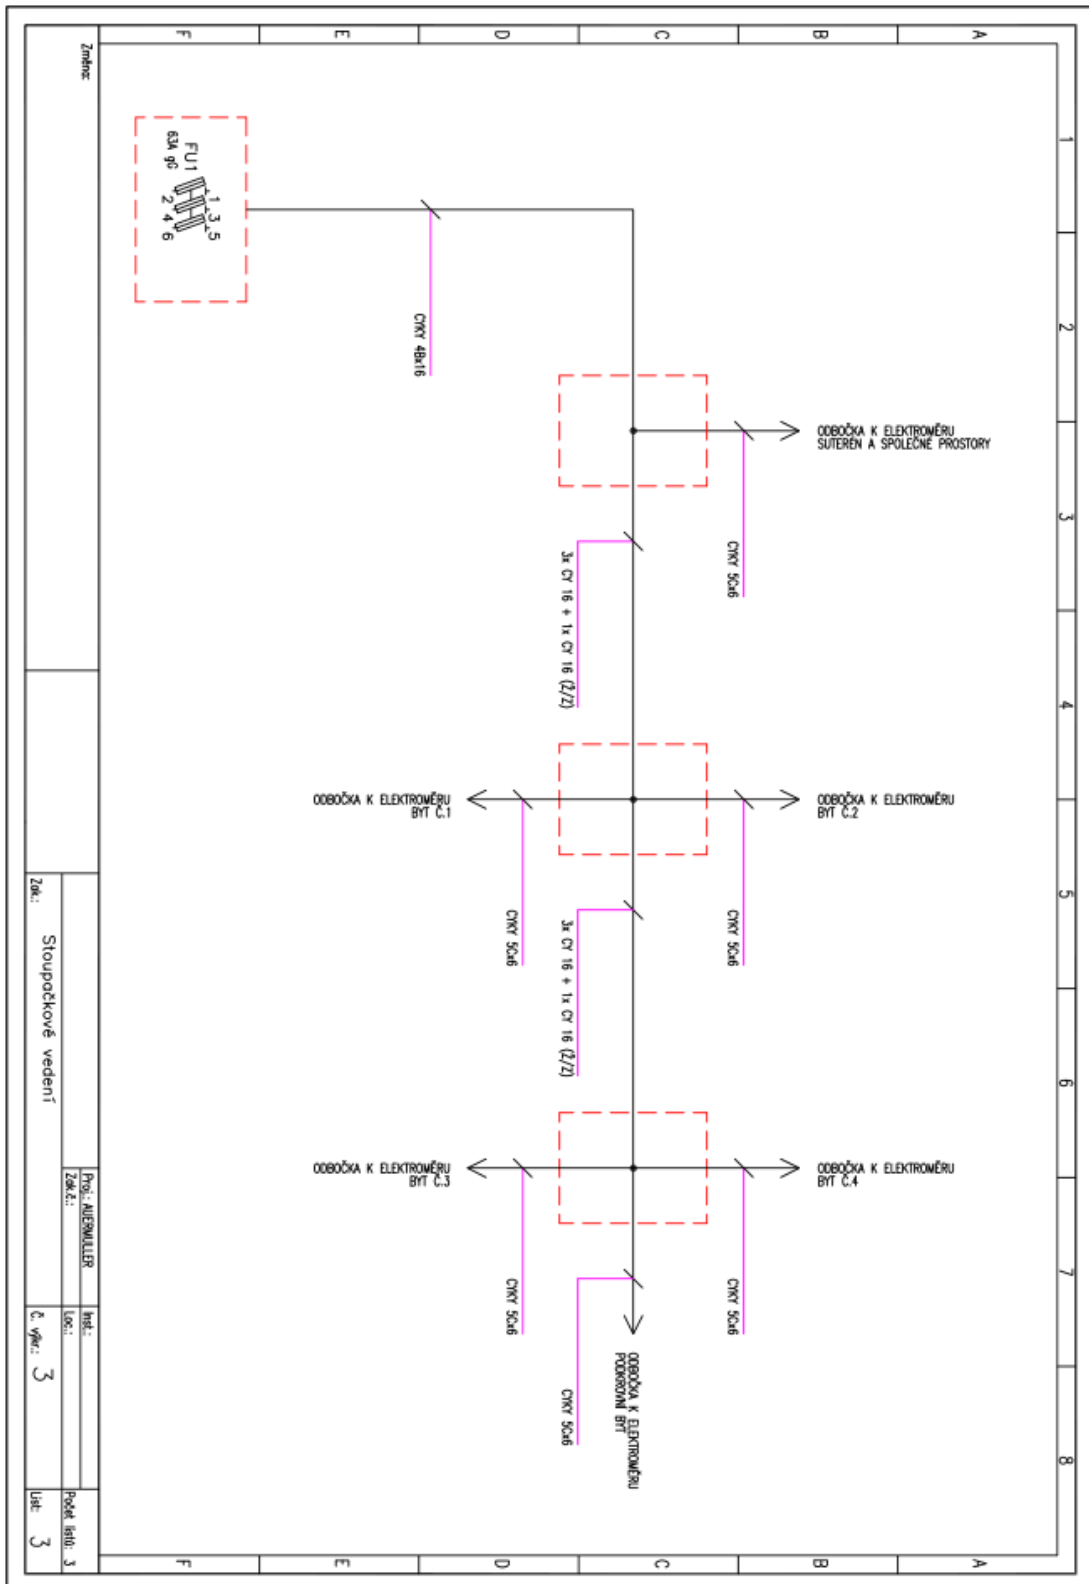 1
2
3
4
5
6
7
8
A
B
C
D
E
F
A
B
C
D
E
F
FU1
63A gG
1
3
5
2
4
6
CYKY 4Bx16
ODBOČKA K ELEKTROMĚRU
SUTERÉN A SPOLEČNÉ PROSTORY
CYKY 5Cx6
3x CY 16 + 1x CY 16 (Ž/Z)
ODBOČKA K ELEKTROMĚRU
BYT Č.2
CYKY 5Cx6
ODBOČKA K ELEKTROMĚRU
BYT Č.1
CYKY 5Cx6
3x CY 16 + 1x CY 16 (Ž/Z)
ODBOČKA K ELEKTROMĚRU
BYT Č.4
CYKY 5Cx6
ODBOČKA K ELEKTROMĚRU
BYT Č.3
CYKY 5Cx6
ODBOČKA K ELEKTROMĚRU
PODKROVNÍ BYT
CYKY 5Cx6
Změna:
Zak.:
Stoupačkové vedení
Proj.: AUERMULLER
Zak.č.:
Inst.:
Loc.:
Č. výkr.: 3
Počet listů: 3
List: 3